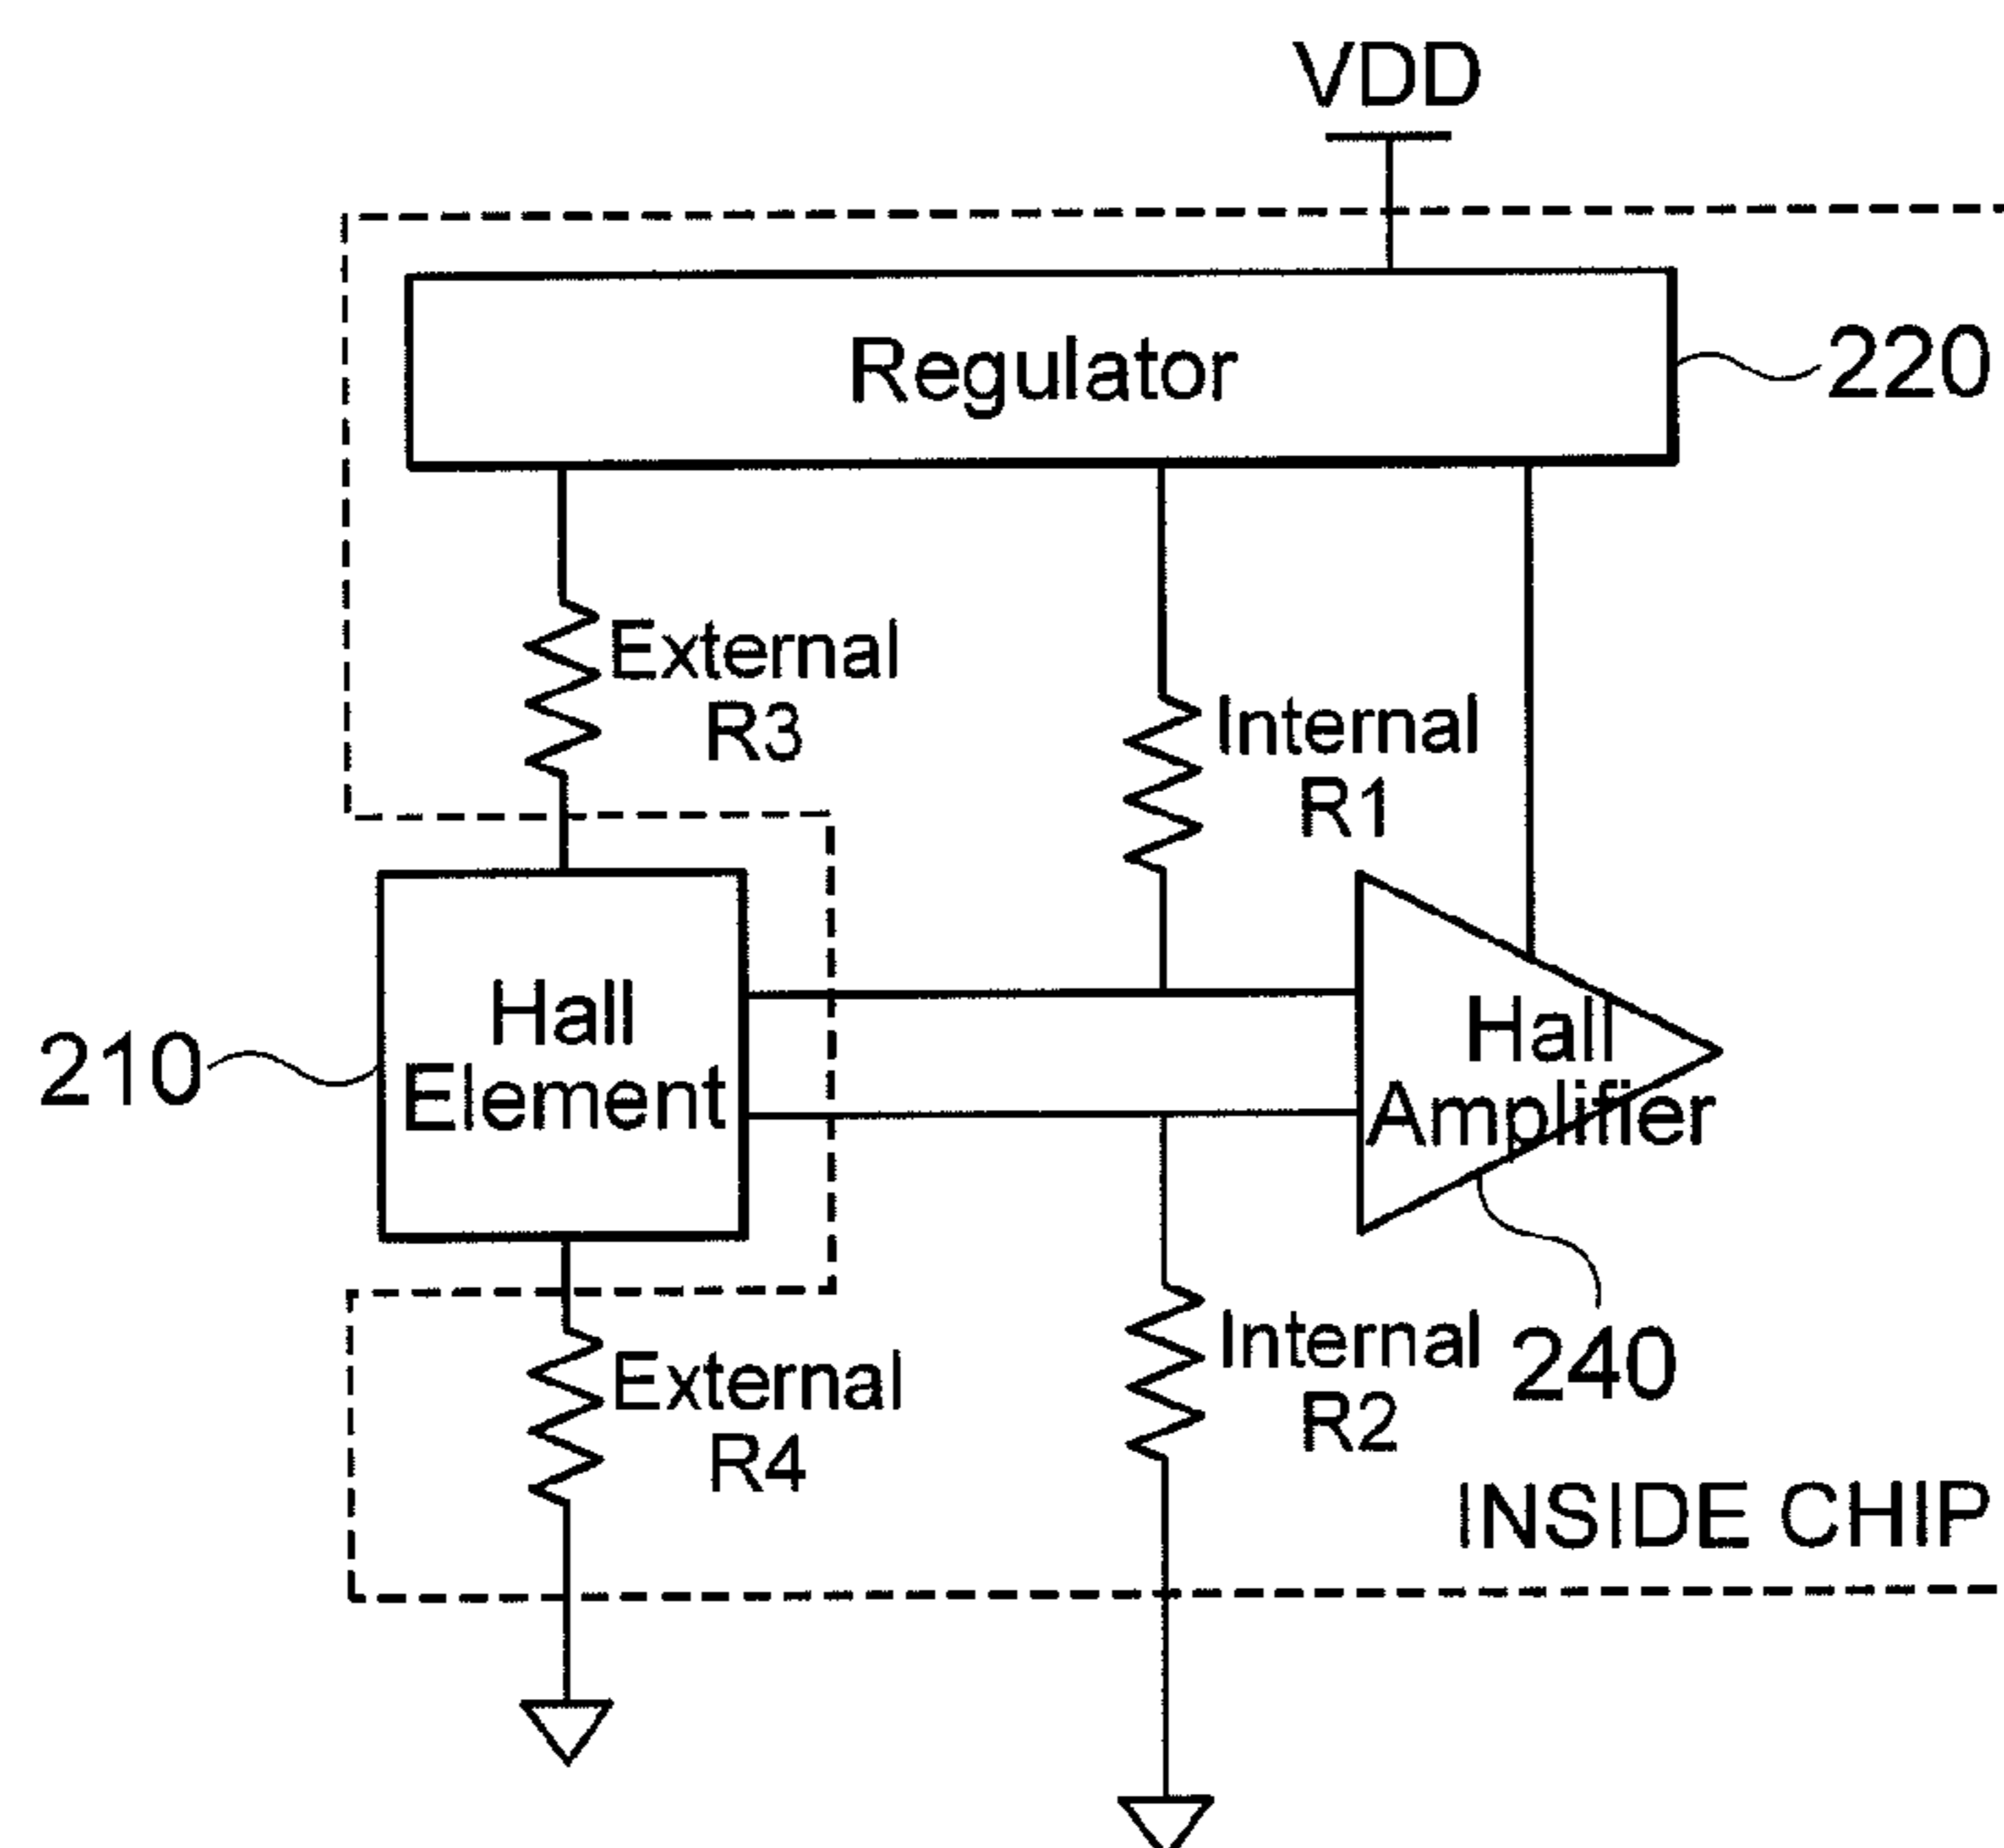 VDD
Regulator
220
External
R3
Internal
R1
Hall
Element
210
Hall
Amplifier
External
R4
Internal
R2
240
INSIDE CHIP